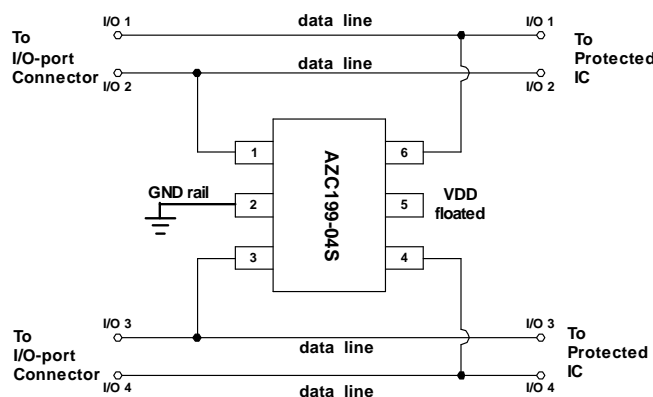 I/O 1
data line
I/O 1
To
I/O-port
Connector
data line
To
Protected
IC
I/O 2
I/O 2
1
6
AZC199-04S
GND rail
2
5
VDD
floated
3
4
I/O 3
I/O 3
To
I/O-port
Connector
data line
To
Protected
IC
I/O 4
data line
I/O 4